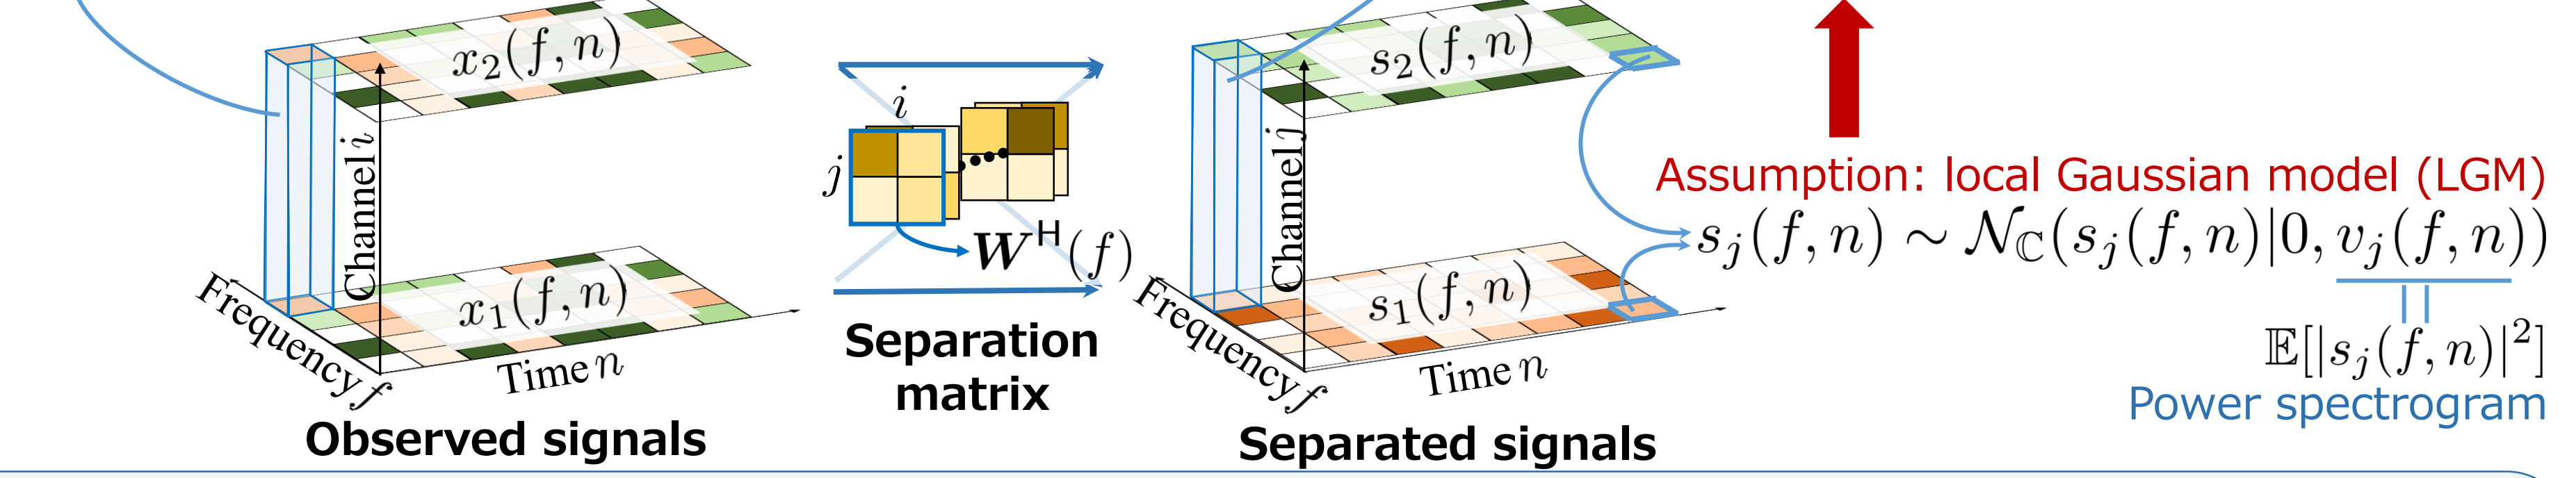 x₂(f, n)
Channel i
x₁(f, n)
Frequency f
Time n
Observed signals
i
j
W^H(f)
Separation
matrix
s₂(f, n)
Channel j
s₁(f, n)
Frequency f
Time n
Separated signals
Assumption: local Gaussian model (LGM)
s_j(f, n) ∼ 𝒩_ℂ(s_j(f, n)|0, v_j(f, n))
||
𝔼[|s_j(f, n)|²]
Power spectrogram